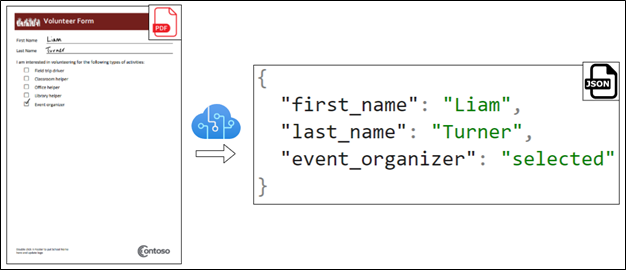 Volunteer Form
PDF
First Name Liam
Last Name Turner
I am interested in volunteering for the following types of activities:
Field trip driver
Classroom helper
Office helper
Library helper
Event organizer
Contoso
JSON
{
"first_name": "Liam",
"last_name": "Turner",
"event_organizer": "selected"
}